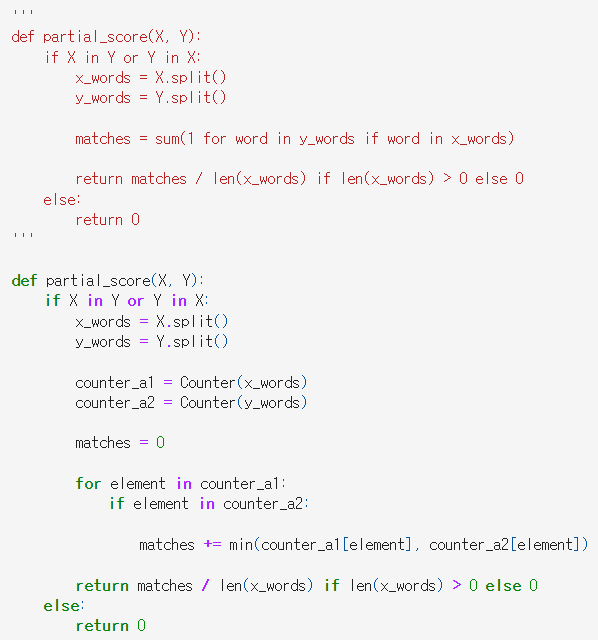 '''
def partial_score(X, Y):
    if X in Y or Y in X:
        x_words = X.split()
        y_words = Y.split()

        matches = sum(1 for word in y_words if word in x_words)

        return matches / len(x_words) if len(x_words) > 0 else 0
    else:
        return 0
'''

def partial_score(X, Y):
    if X in Y or Y in X:
        x_words = X.split()
        y_words = Y.split()

        counter_a1 = Counter(x_words)
        counter_a2 = Counter(y_words)

        matches = 0

        for element in counter_a1:
            if element in counter_a2:

                matches += min(counter_a1[element], counter_a2[element])

        return matches / len(x_words) if len(x_words) > 0 else 0
    else:
        return 0